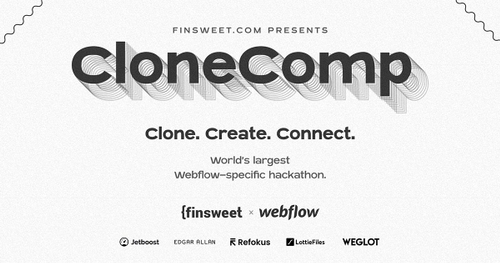 FINSWEET.COM PRESENTS
CloneComp
Clone. Create. Connect.
World's largest
Webflow-specific hackathon.
{finsweet × webflow
Jetboost EDGAR ALLAN Refokus LottieFiles WEGLOT